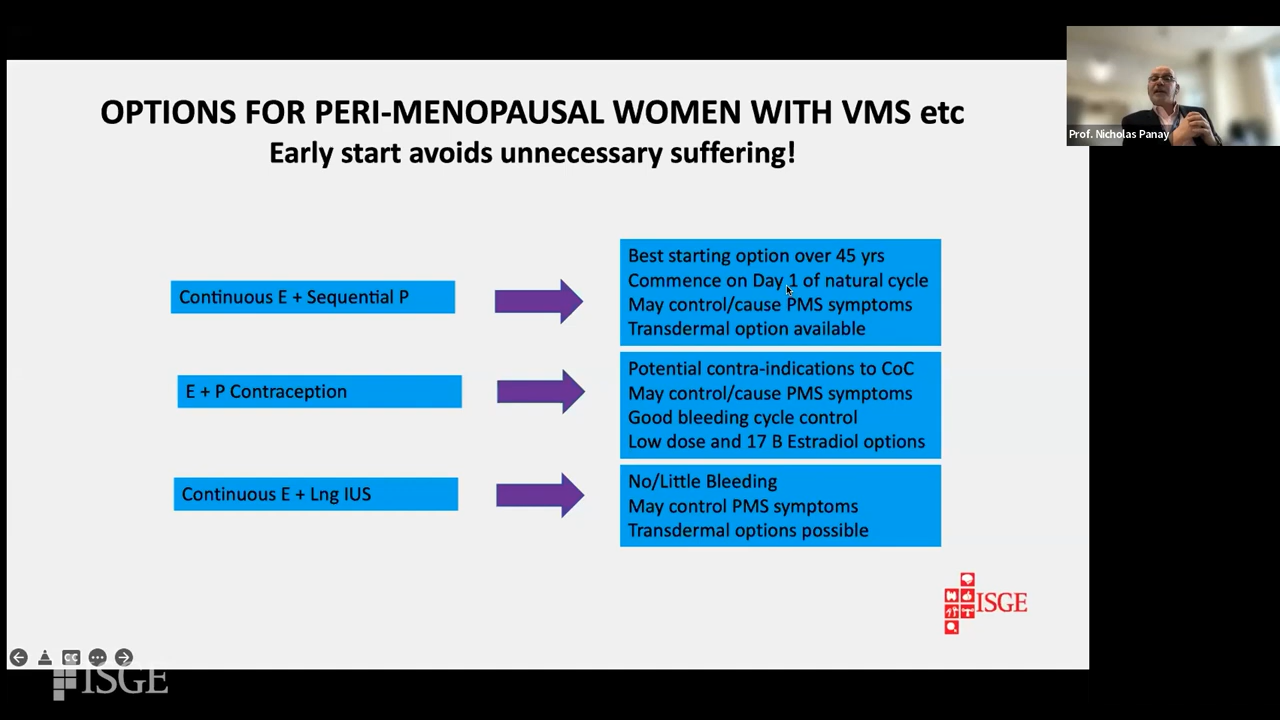 OPTIONS FOR PERI-MENOPAUSAL WOMEN WITH VMS etc
Early start avoids unnecessary suffering!
Prof. Nicholas Panay
Continuous E + Sequential P
Best starting option over 45 yrs
Commence on Day 1 of natural cycle
May control/cause PMS symptoms
Transdermal option available
E + P Contraception
Potential contra-indications to CoC
May control/cause PMS symptoms
Good bleeding cycle control
Low dose and 17 B Estradiol options
Continuous E + Lng IUS
No/Little Bleeding
May control PMS symptoms
Transdermal options possible
ISGE
CC
ISGE